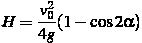 H = \frac{v_0^2}{4g}(1 - \cos 2\alpha)